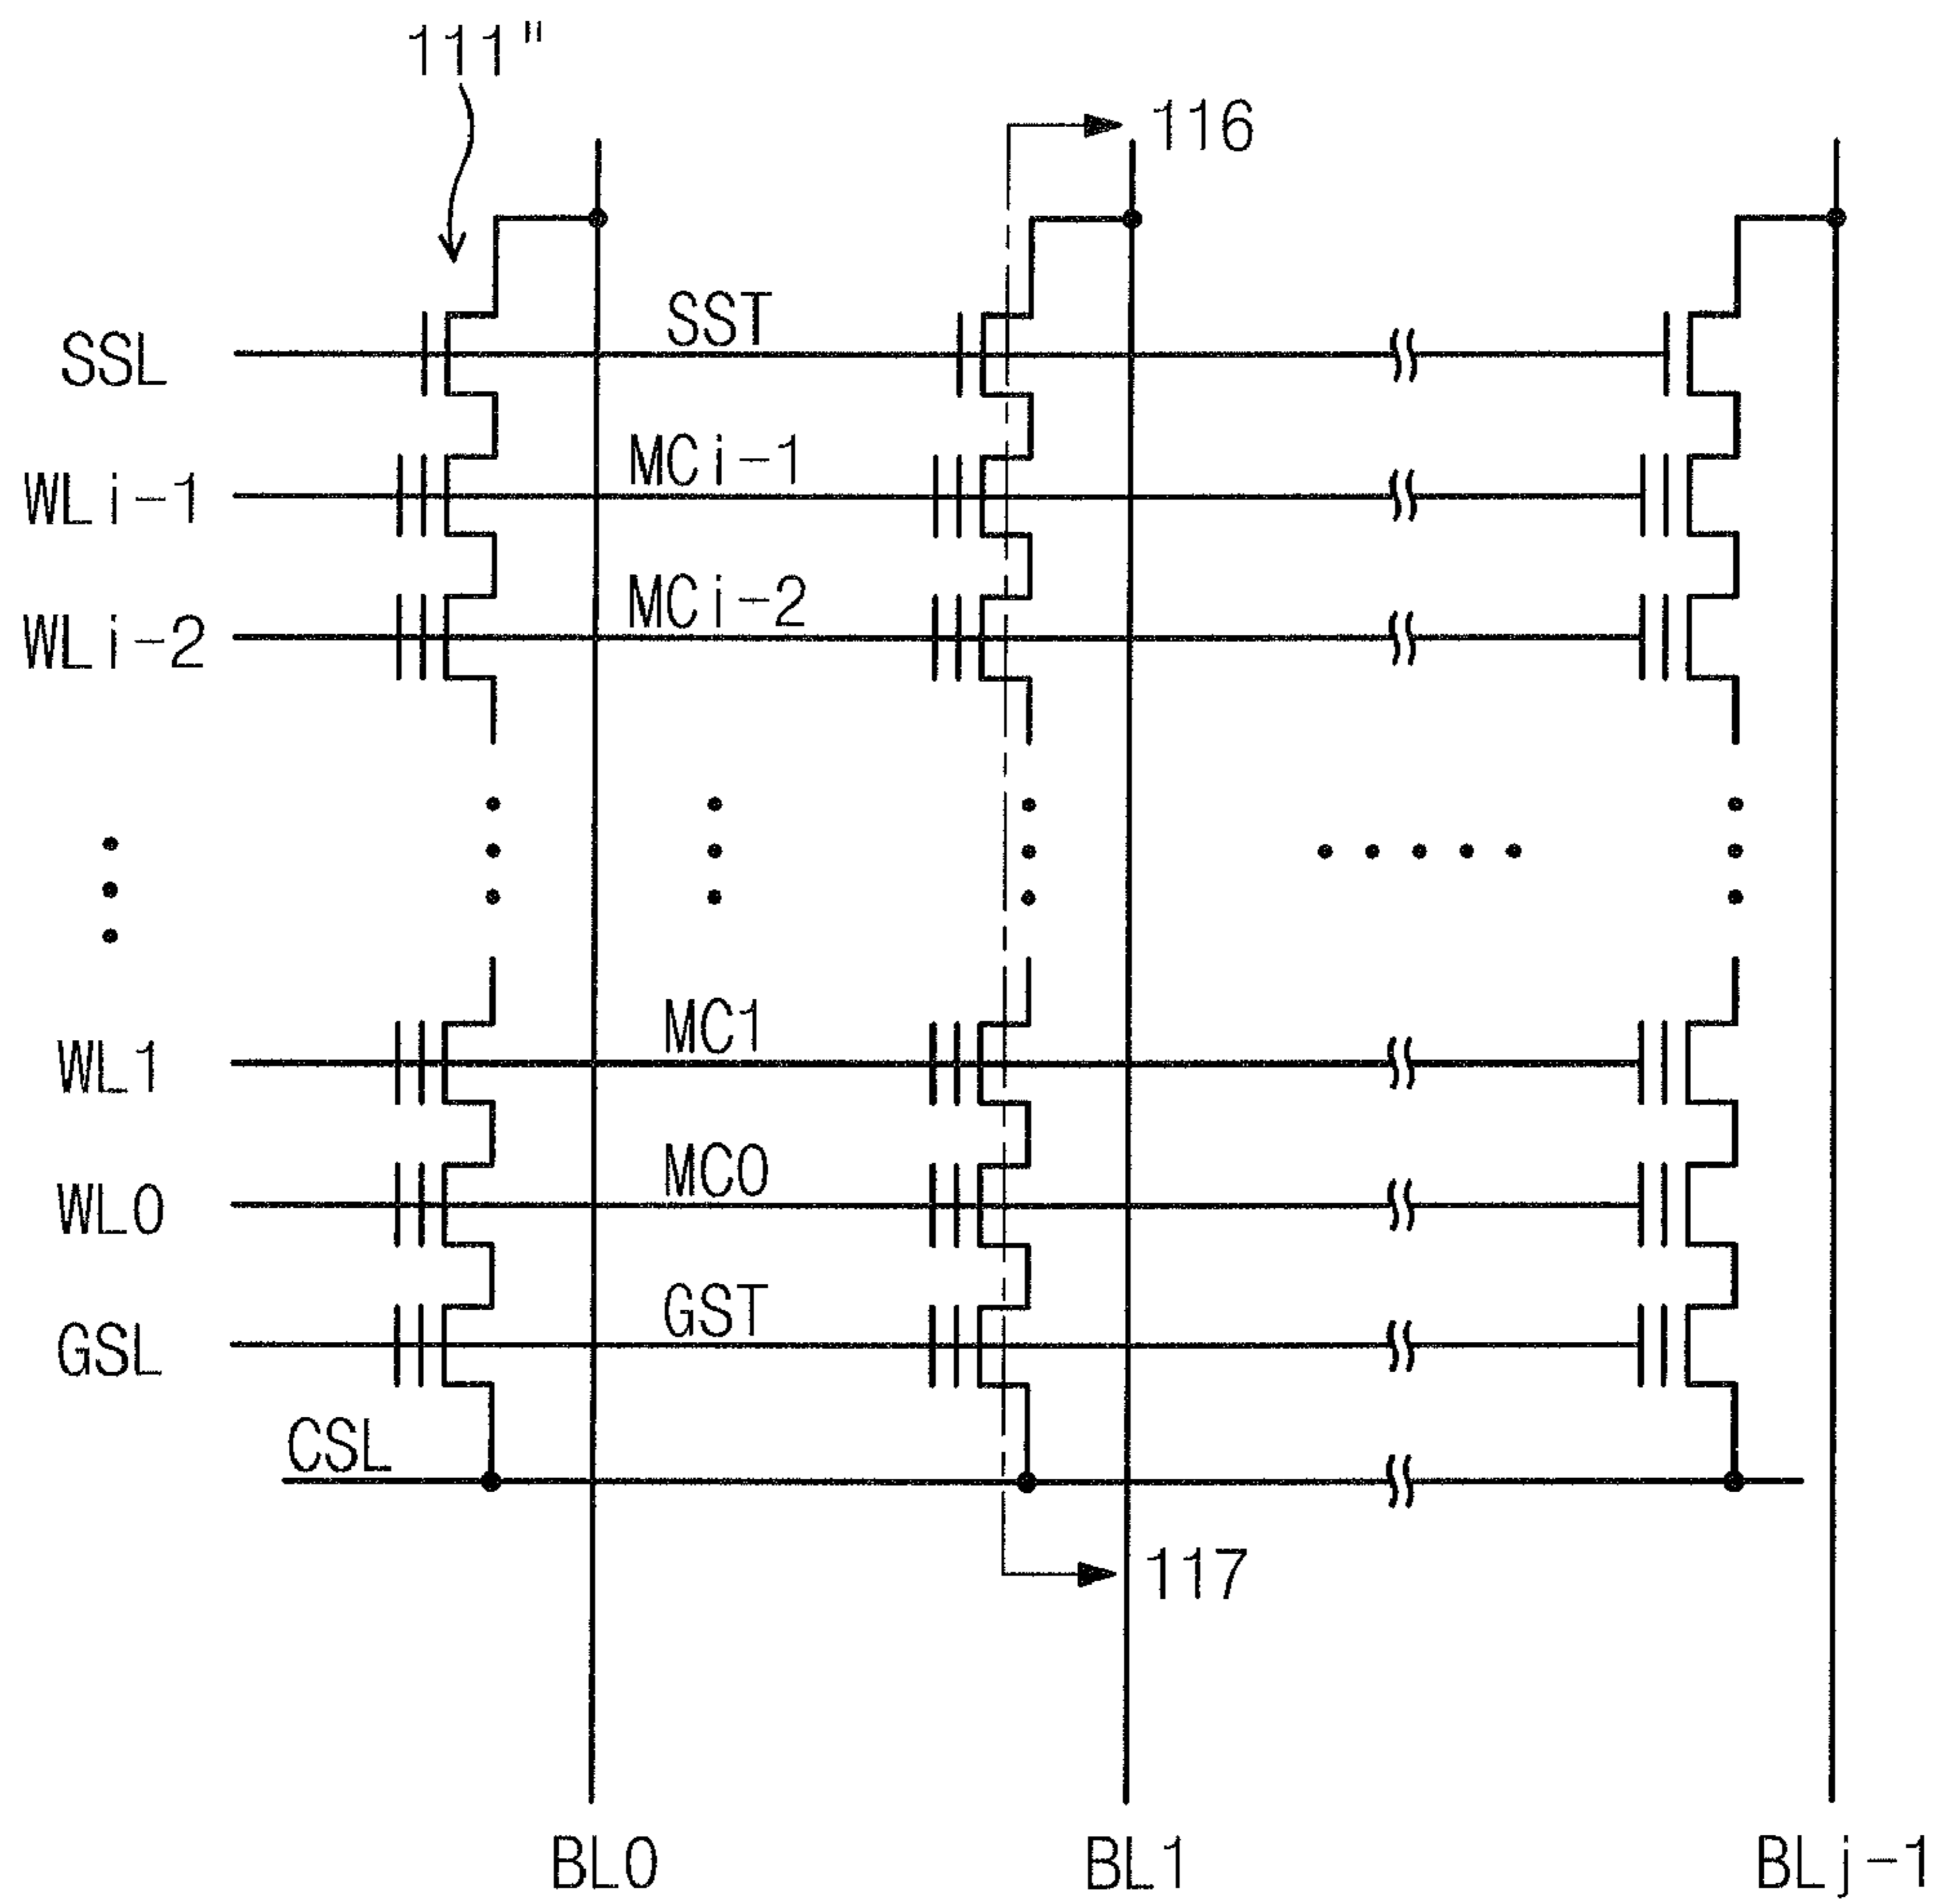 111"
116
SST
SSL
MCi-1
WLi-1
MCi-2
WLi-2
MC1
WL1
MC0
WL0
GST
GSL
CSL
117
BL0 BL1 BLj-1